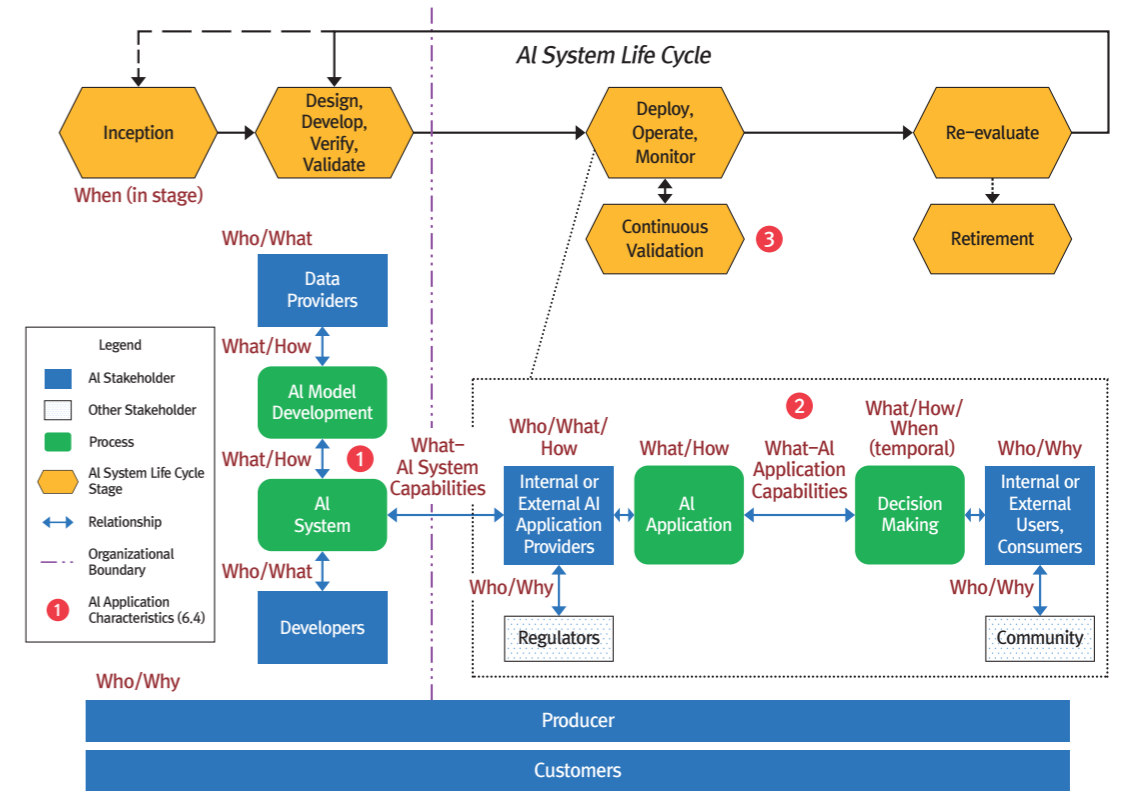 AI System Life Cycle
Inception
When (in stage)
Design,
Develop,
Verify,
Validate
Deploy,
Operate,
Monitor
Re-evaluate
Continuous
Validation
3
Retirement
Who/What
Data
Providers
What/How
AI Model
Development
What/How
1
AI
System
Who/What
Developers
What–
AI System
Capabilities
Legend
AI Stakeholder
Other Stakeholder
Process
AI System Life Cycle
Stage
Relationship
Organizational
Boundary
1
AI Application
Characteristics (6.4)
2
Who/What/
How
Internal or
External AI
Application
Providers
What/How
AI
Application
What–AI
Application
Capabilities
What/How/
When
(temporal)
Decision
Making
Who/Why
Internal or
External
Users,
Consumers
Who/Why
Regulators
Who/Why
Community
Who/Why
Producer
Customers